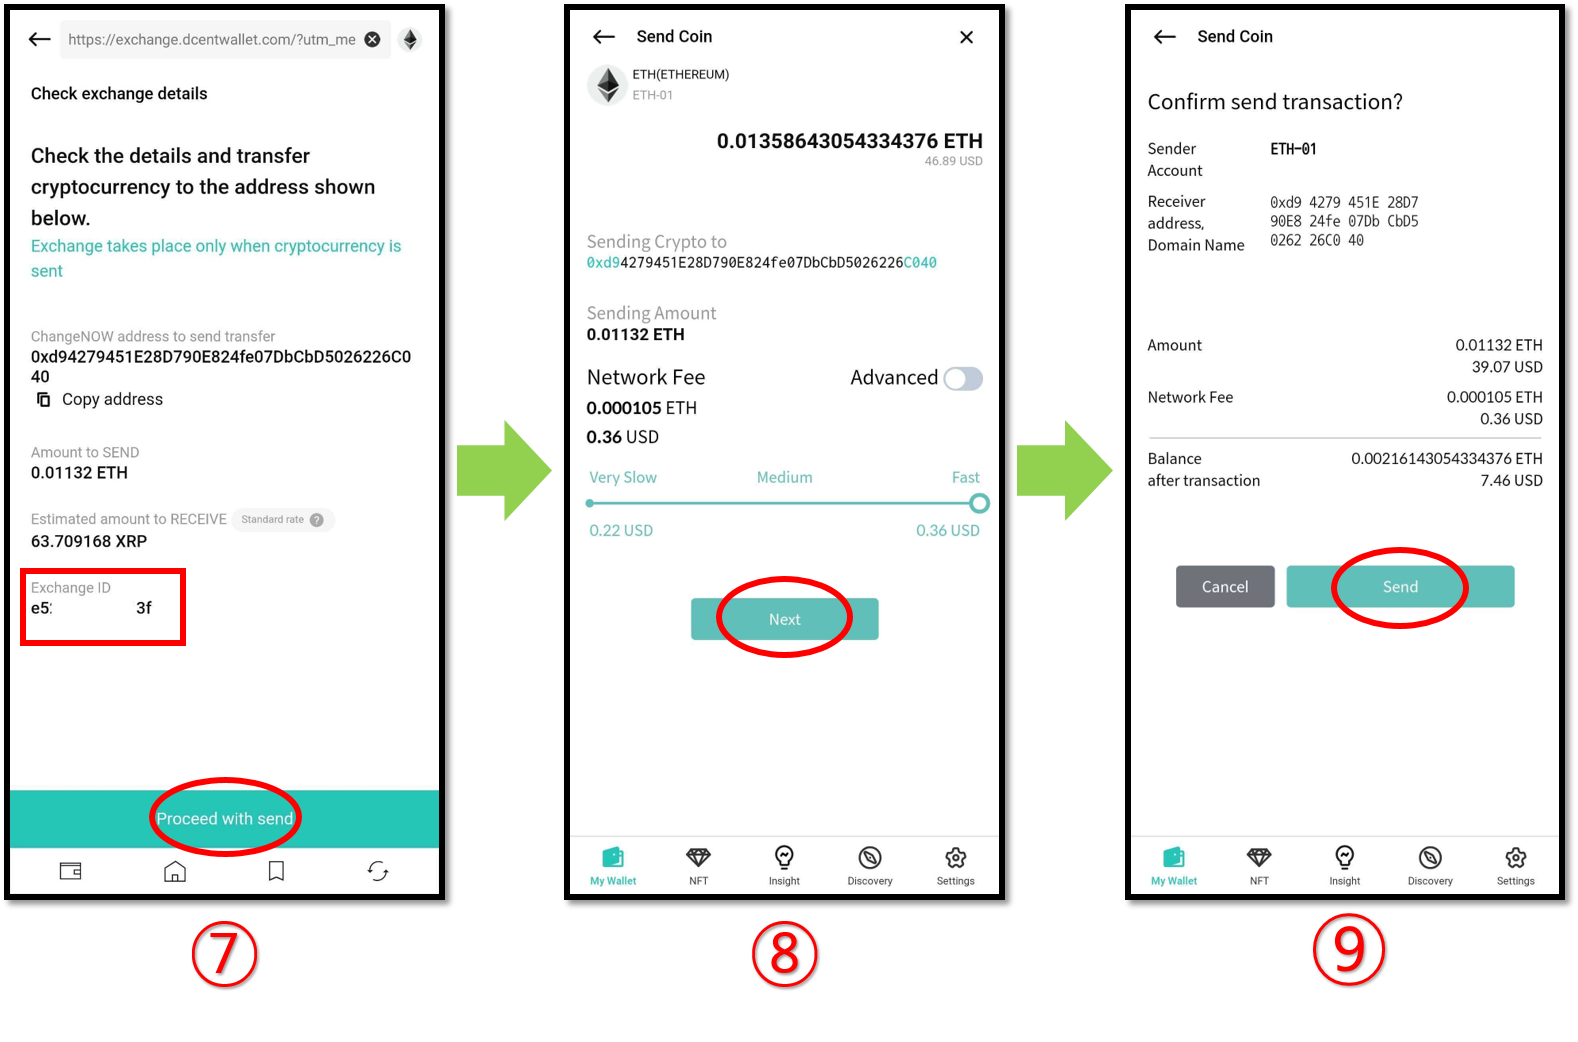 https://exchange.dcentwallet.com/?utm_me
Check exchange details
Check the details and transfer
cryptocurrency to the address shown
below.
Exchange takes place only when cryptocurrency is
sent
ChangeNOW address to send transfer
0xd94279451E28D790E824fe07DbCbD5026226C0
40
Copy address
Amount to SEND
0.01132 ETH
Estimated amount to RECEIVE Standard rate ?
63.709168 XRP
Exchange ID
e5: 3f
Proceed with send
⑦
Send Coin
ETH(ETHEREUM)
ETH-01
0.01358643054334376 ETH
46.89 USD
Sending Crypto to
0xd94279451E28D790E824fe07DbCbD5026226C040
Sending Amount
0.01132 ETH
Network Fee Advanced
0.000105 ETH
0.36 USD
Very Slow Medium Fast
0.22 USD 0.36 USD
Next
My Wallet NFT Insight Discovery Settings
⑧
Send Coin
Confirm send transaction?
Sender ETH-01
Account
Receiver 0xd9 4279 451E 28D7
address, 90E8 24fe 07Db CbD5
Domain Name 0262 26C0 40
Amount 0.01132 ETH
39.07 USD
Network Fee 0.000105 ETH
0.36 USD
Balance 0.00216143054334376 ETH
after transaction 7.46 USD
Cancel Send
My Wallet NFT Insight Discovery Settings
⑨